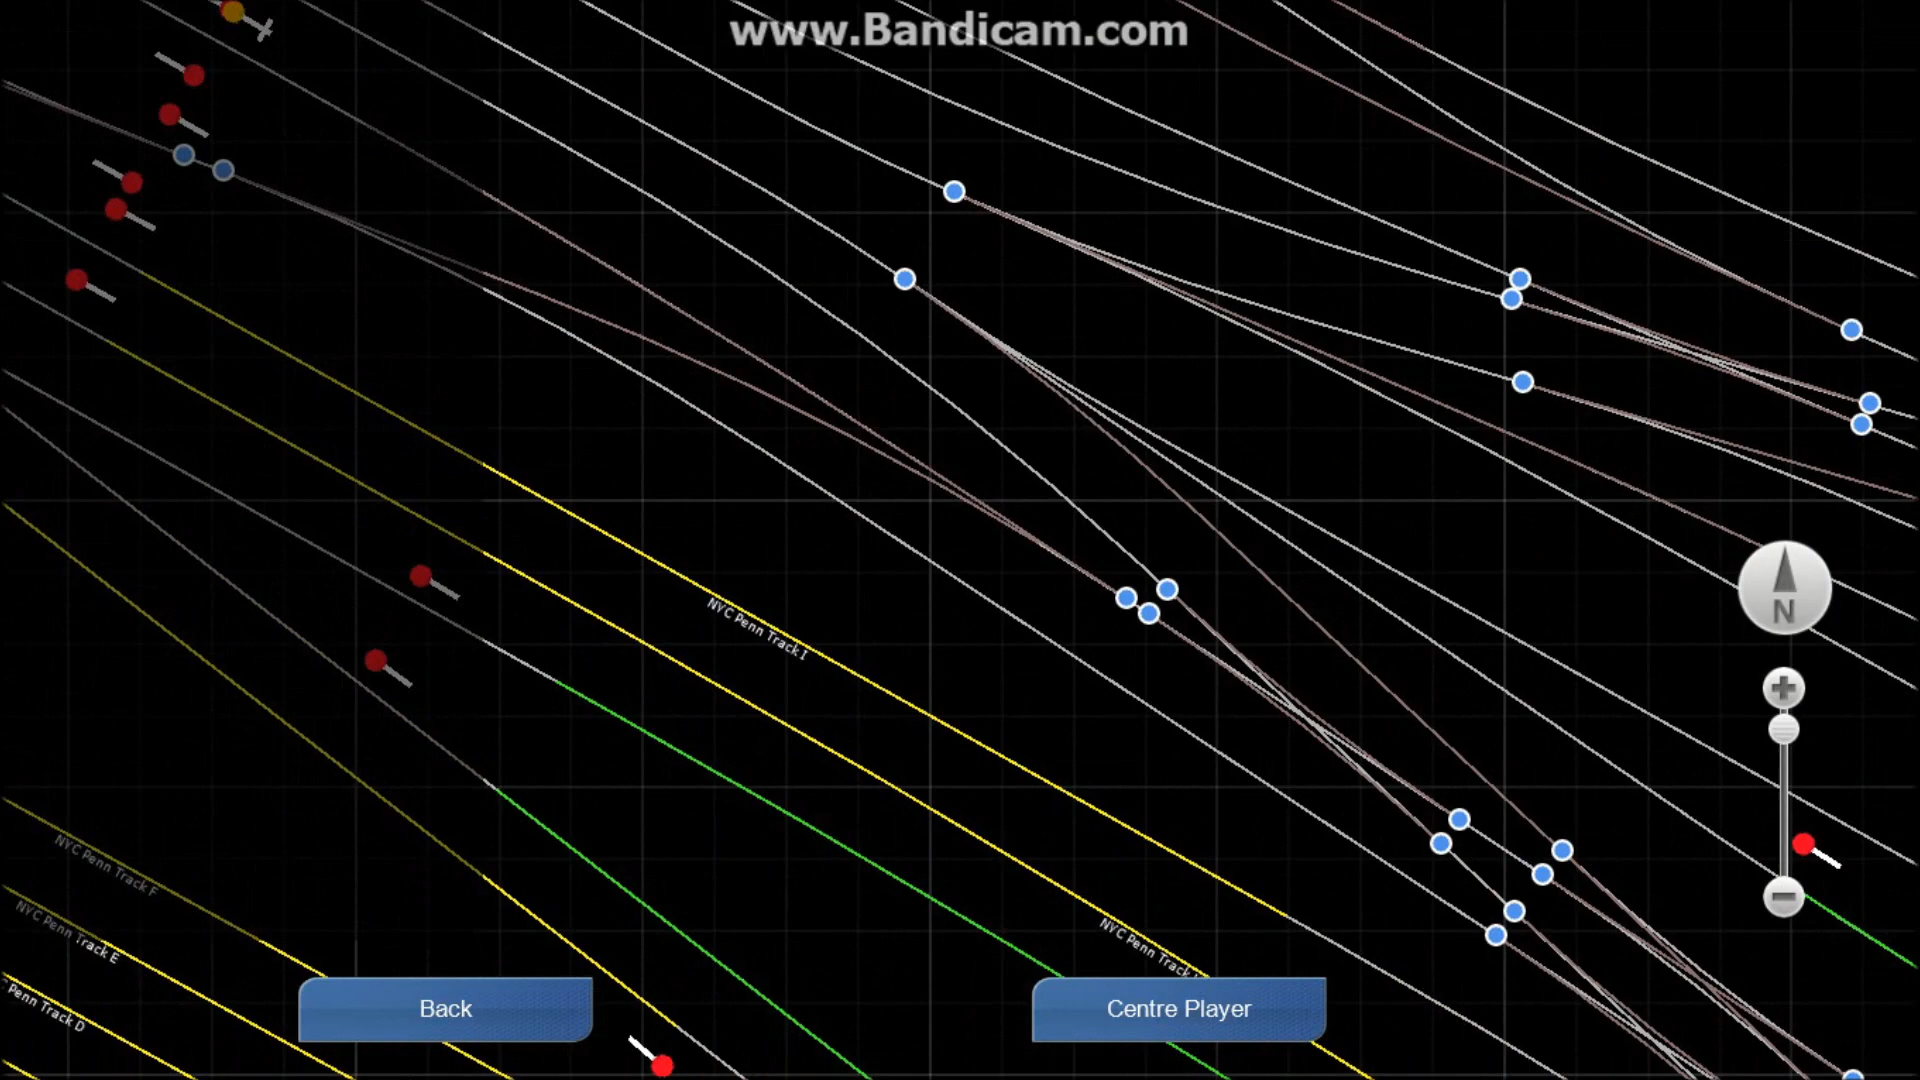 www.Bandicam.com
NYC Penn Track I
NYC Penn Track F
NYC Penn Track E
NYC Penn Track
Penn Track D
N
Back
Centre Player